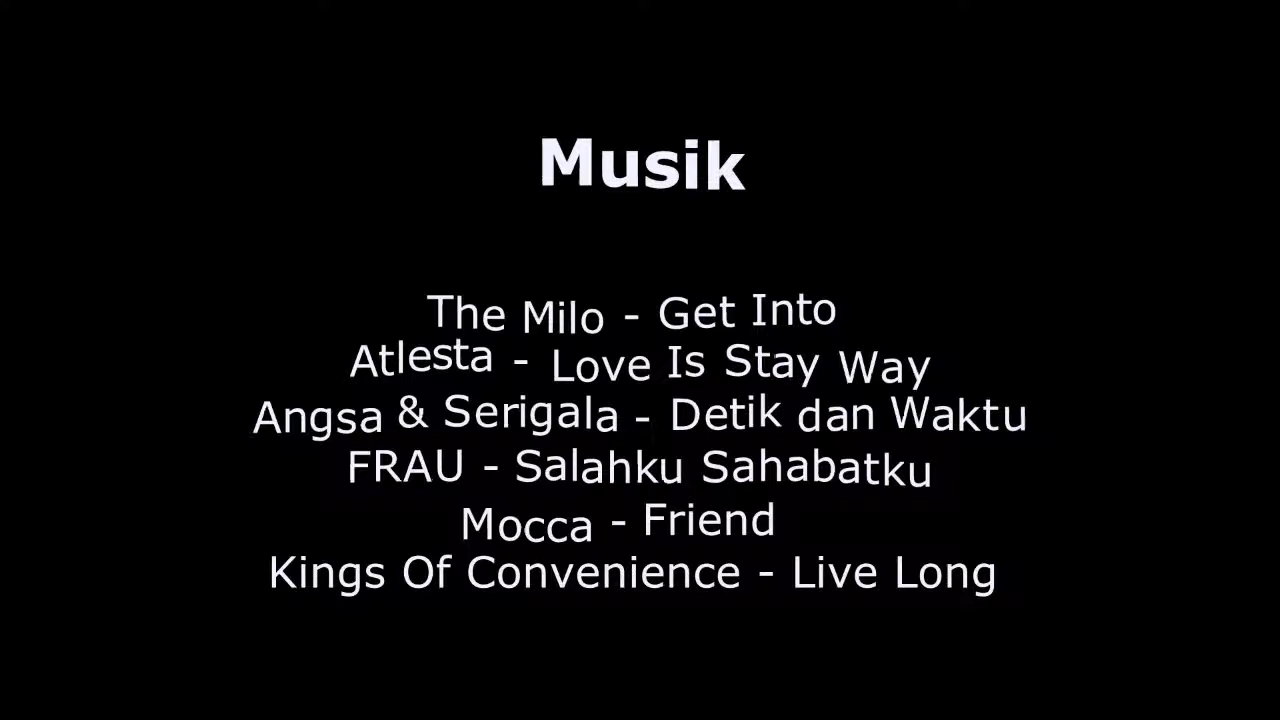 Musik
The Milo - Get Into
Atlesta - Love Is Stay Way
Angsa & Serigala - Detik dan Waktu
FRAU - Salahku Sahabatku
Mocca - Friend
Kings Of Convenience - Live Long